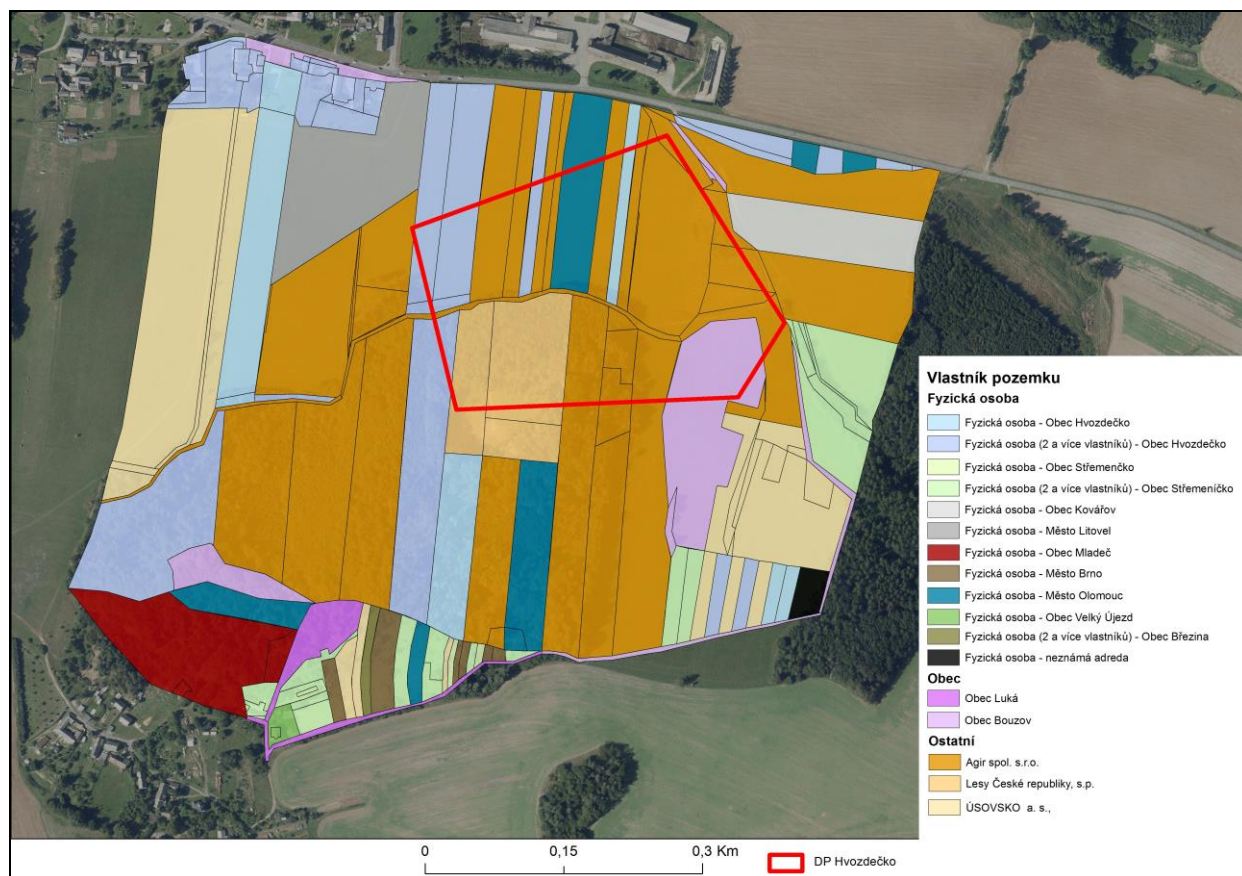 Vlastník pozemku
Fyzická osoba
Fyzická osoba - Obec Hvozdečko
Fyzická osoba (2 a více vlastníků) - Obec Hvozdečko
Fyzická osoba - Obec Střemenčko
Fyzická osoba (2 a více vlastníků) - Obec Střemeníčko
Fyzická osoba - Obec Kovářov
Fyzická osoba - Město Litovel
Fyzická osoba - Obec Mladeč
Fyzická osoba - Město Brno
Fyzická osoba - Město Olomouc
Fyzická osoba - Obec Velký Újezd
Fyzická osoba (2 a více vlastníků) - Obec Březina
Fyzická osoba - neznámá adreda
Obec
Obec Luká
Obec Bouzov
Ostatní
Agir spol. s.r.o.
Lesy České republiky, s.p.
ÚSOVSKO a. s.,
0 0,15 0,3 Km
DP Hvozdečko